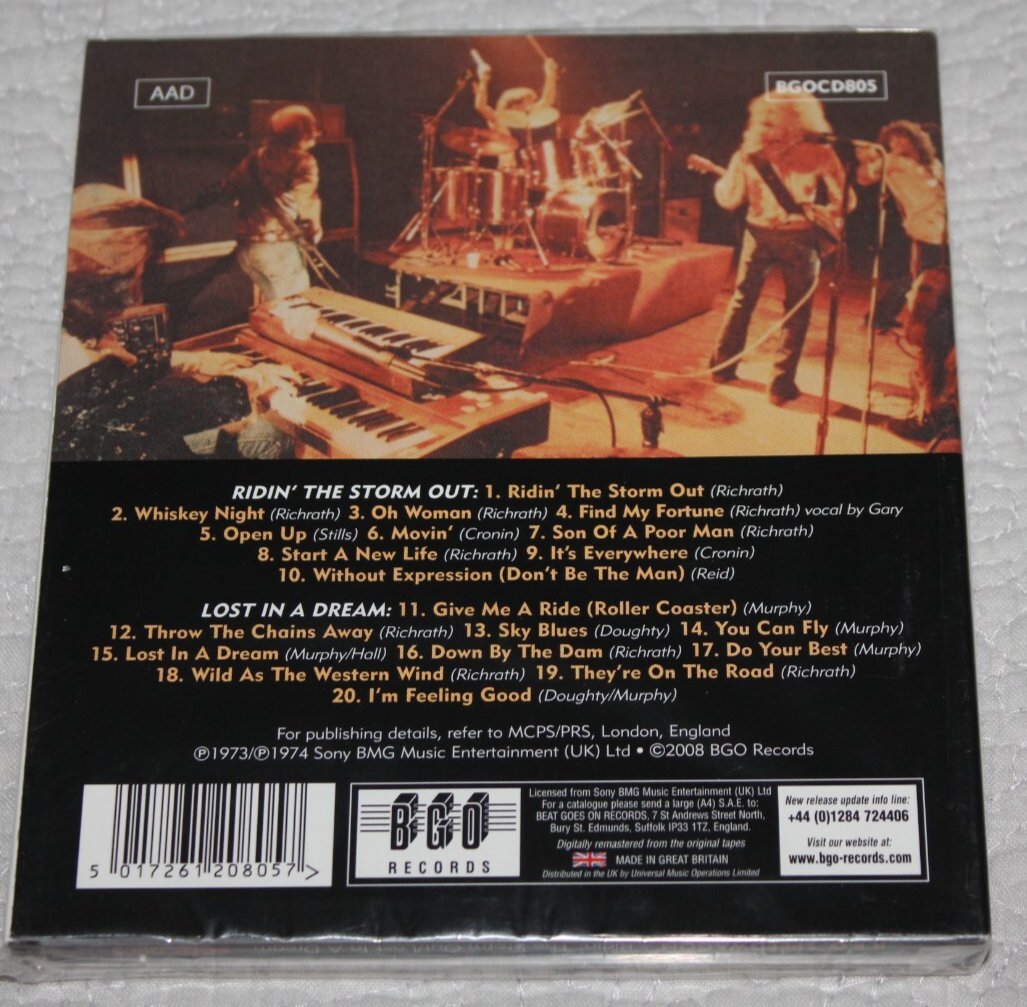 AAD
BGOCD805
RIDIN' THE STORM OUT: 1. Ridin' The Storm Out (Richrath)
2. Whiskey Night (Richrath) 3. Oh Woman (Richrath) 4. Find My Fortune (Richrath) vocal by Gary
5. Open Up (Stills) 6. Movin' (Cronin) 7. Son Of A Poor Man (Richrath)
8. Start A New Life (Richrath) 9. It's Everywhere (Cronin)
10. Without Expression (Don't Be The Man) (Reid)
LOST IN A DREAM: 11. Give Me A Ride (Roller Coaster) (Murphy)
12. Throw The Chains Away (Richrath) 13. Sky Blues (Doughty) 14. You Can Fly (Murphy)
15. Lost In A Dream (Murphy/Hall) 16. Down By The Dam (Richrath) 17. Do Your Best (Murphy)
18. Wild As The Western Wind (Richrath) 19. They're On The Road (Richrath)
20. I'm Feeling Good (Doughty/Murphy)
For publishing details, refer to MCPS/PRS, London, England
℗1973/℗1974 Sony BMG Music Entertainment (UK) Ltd • ©2008 BGO Records
5 017261 208057 >
BGO
RECORDS
Licensed from Sony BMG Music Entertainment (UK) Ltd
For a catalogue please send a large (A4) S.A.E. to:
BEAT GOES ON RECORDS, 7 St Andrews Street North,
Bury St. Edmunds, Suffolk IP33 1TZ, England.
Digitally remastered from the original tapes
MADE IN GREAT BRITAIN
Distributed in the UK by Universal Music Operations Limited
New release update info line:
+44 (0)1284 724406
Visit our website at:
www.bgo-records.com